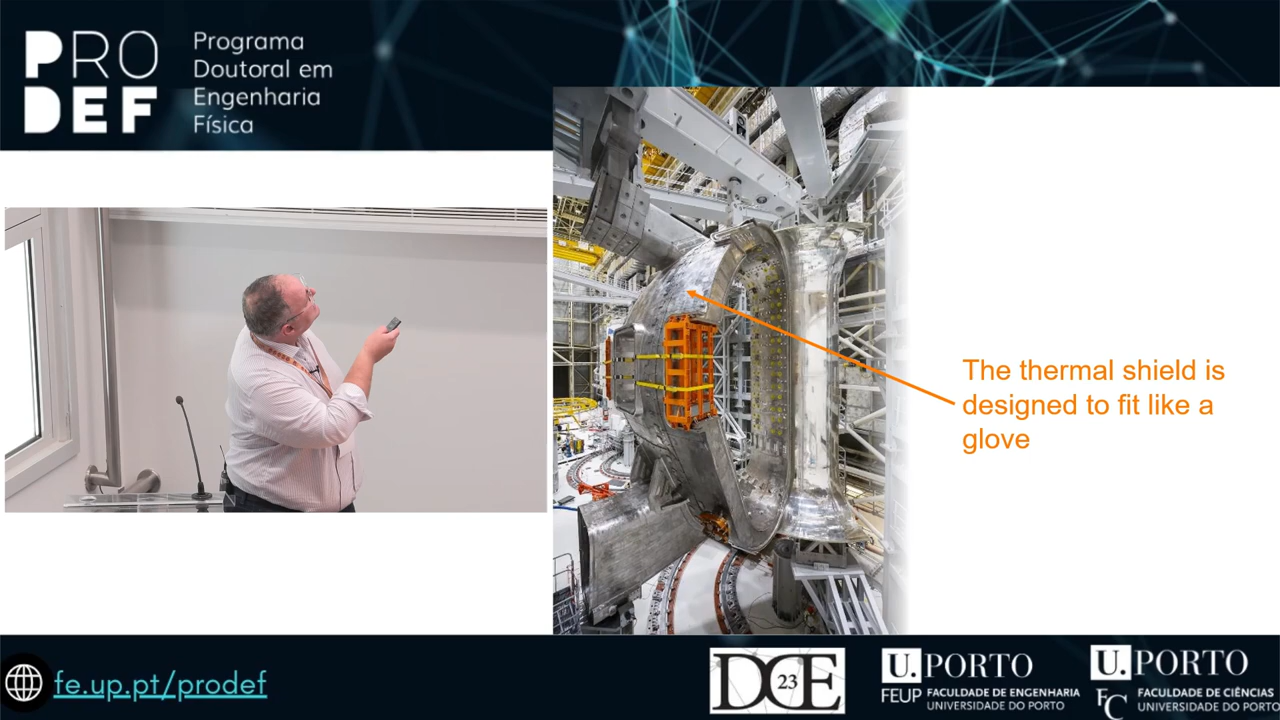 PRO
DEF
Programa
Doutoral em
Engenharia
Física
The thermal shield is
designed to fit like a
glove
fe.up.pt/prodef
DCE
23
U.PORTO
FEUP FACULDADE DE ENGENHARIA
UNIVERSIDADE DO PORTO
U.PORTO
FC FACULDADE DE CIÊNCIAS
UNIVERSIDADE DO PORTO